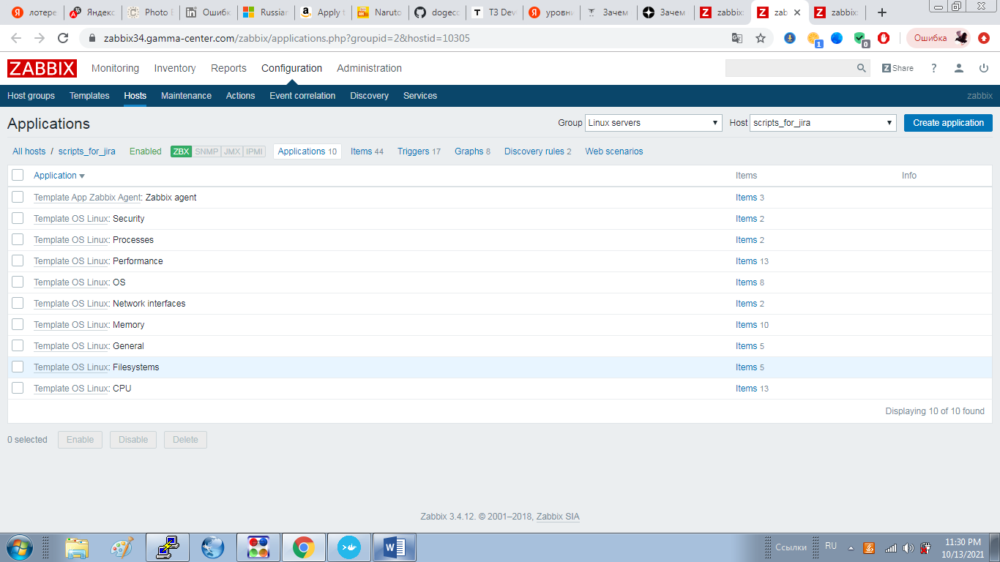 лотере
Яндекс
Photo E
Ошибк
Russian
Apply t
Naruto
dogecc
T3 Dev
уровни
Зачем
Зачем
zabbix:
zab
zabbix:
zabbix34.gamma-center.com/zabbix/applications.php?groupid=2&hostid=10305
1
0
Ошибка
ZABBIX
Monitoring Inventory Reports Configuration Administration
Z Share ?
Host groups Templates Hosts Maintenance Actions Event correlation Discovery Services zabbix
Applications
Group Linux servers Host scripts_for_jira Create application
All hosts / scripts_for_jira Enabled ZBX SNMP JMX IPMI Applications 10 Items 44 Triggers 17 Graphs 8 Discovery rules 2 Web scenarios
Application Items Info
Template App Zabbix Agent: Zabbix agent Items 3
Template OS Linux: Security Items 2
Template OS Linux: Processes Items 2
Template OS Linux: Performance Items 13
Template OS Linux: OS Items 8
Template OS Linux: Network interfaces Items 2
Template OS Linux: Memory Items 10
Template OS Linux: General Items 5
Template OS Linux: Filesystems Items 5
Template OS Linux: CPU Items 13
Displaying 10 of 10 found
0 selected Enable Disable Delete
Zabbix 3.4.12. © 2001–2018, Zabbix SIA
Ссылки RU
11:30 PM
10/13/2021